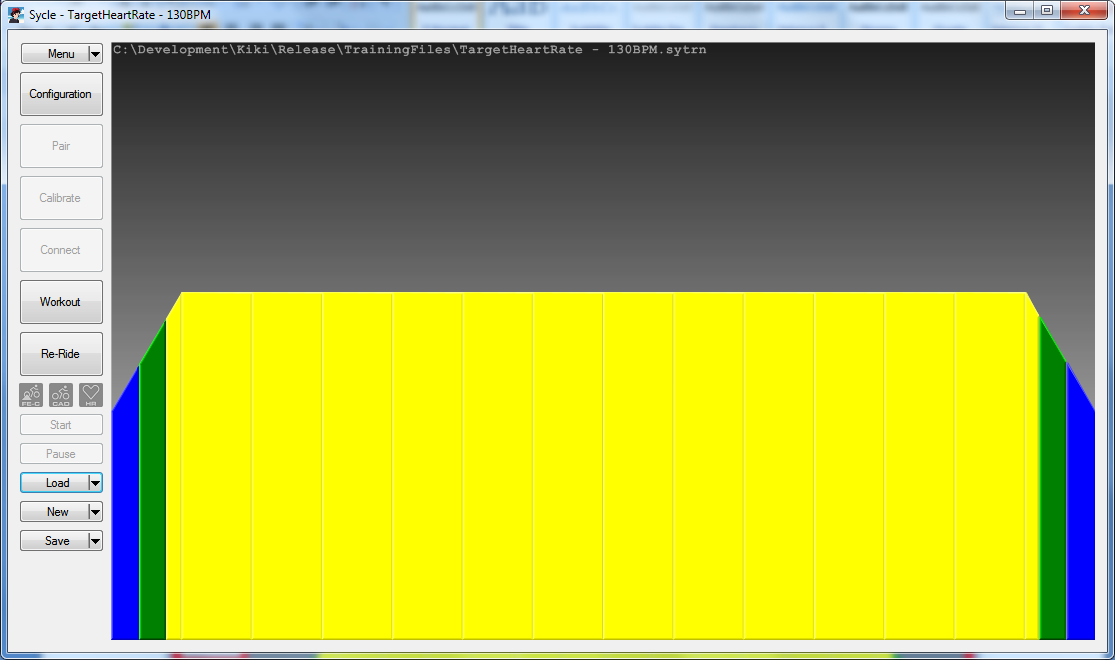 Sycle - TargetHeartRate - 130BPM
Menu
C:\Development\Kiki\Release\TrainingFiles\TargetHeartRate - 130BPM.sytrn
Configuration
Pair
Calibrate
Connect
Workout
Re-Ride
FE-C CAD HR
Start
Pause
Load
New
Save